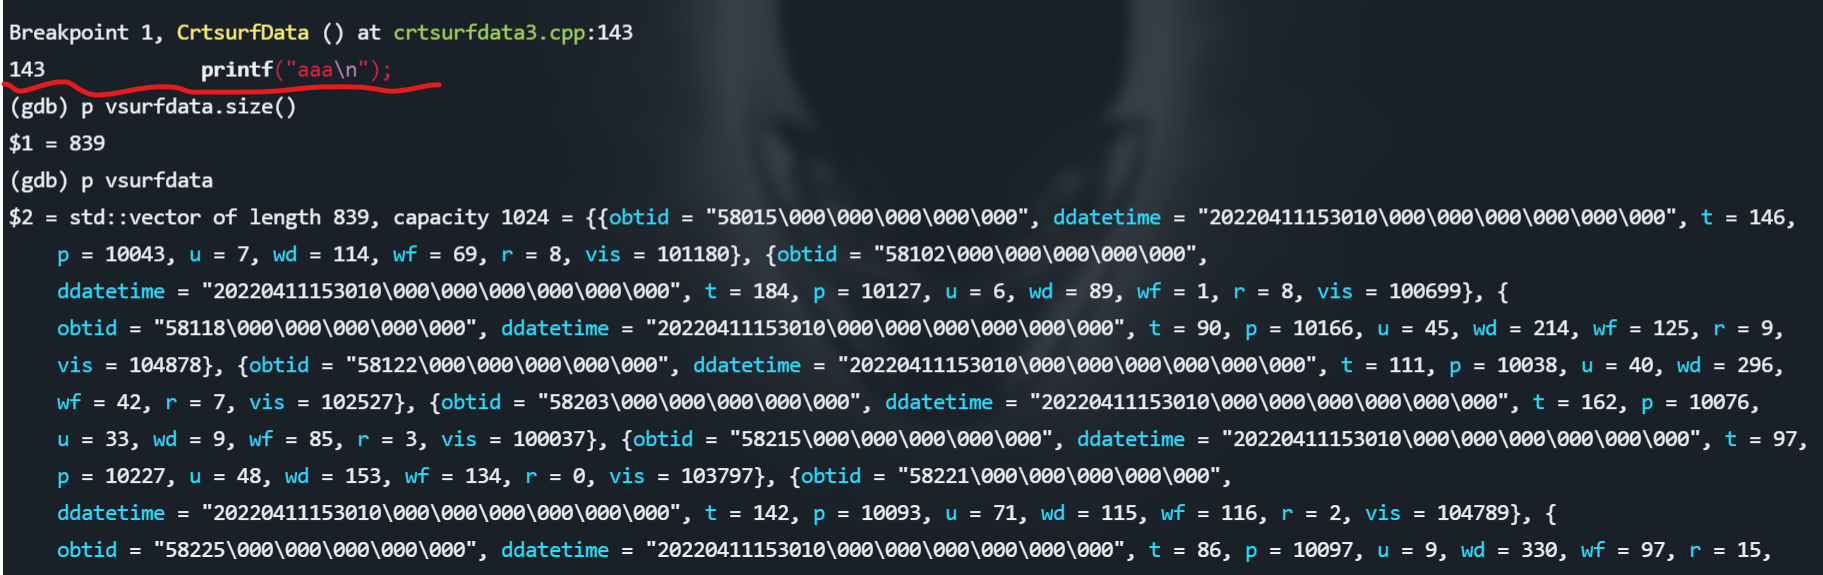 Breakpoint 1, CrtsurfData () at crtsurfdata3.cpp:143
143             printf("aaa\n");
(gdb) p vsurfdata.size()
$1 = 839
(gdb) p vsurfdata
$2 = std::vector of length 839, capacity 1024 = {{obtid = "58015\000\000\000\000\000", ddatetime = "20220411153010\000\000\000\000\000\000", t = 146,
    p = 10043, u = 7, wd = 114, wf = 69, r = 8, vis = 101180}, {obtid = "58102\000\000\000\000\000",
    ddatetime = "20220411153010\000\000\000\000\000\000", t = 184, p = 10127, u = 6, wd = 89, wf = 1, r = 8, vis = 100699}, {
    obtid = "58118\000\000\000\000\000", ddatetime = "20220411153010\000\000\000\000\000\000", t = 90, p = 10166, u = 45, wd = 214, wf = 125, r = 9,
    vis = 104878}, {obtid = "58122\000\000\000\000\000", ddatetime = "20220411153010\000\000\000\000\000\000", t = 111, p = 10038, u = 40, wd = 296,
    wf = 42, r = 7, vis = 102527}, {obtid = "58203\000\000\000\000\000", ddatetime = "20220411153010\000\000\000\000\000\000", t = 162, p = 10076,
    u = 33, wd = 9, wf = 85, r = 3, vis = 100037}, {obtid = "58215\000\000\000\000\000", ddatetime = "20220411153010\000\000\000\000\000\000", t = 97,
    p = 10227, u = 48, wd = 153, wf = 134, r = 0, vis = 103797}, {obtid = "58221\000\000\000\000\000",
    ddatetime = "20220411153010\000\000\000\000\000\000", t = 142, p = 10093, u = 71, wd = 115, wf = 116, r = 2, vis = 104789}, {
    obtid = "58225\000\000\000\000\000", ddatetime = "20220411153010\000\000\000\000\000\000", t = 86, p = 10097, u = 9, wd = 330, wf = 97, r = 15,